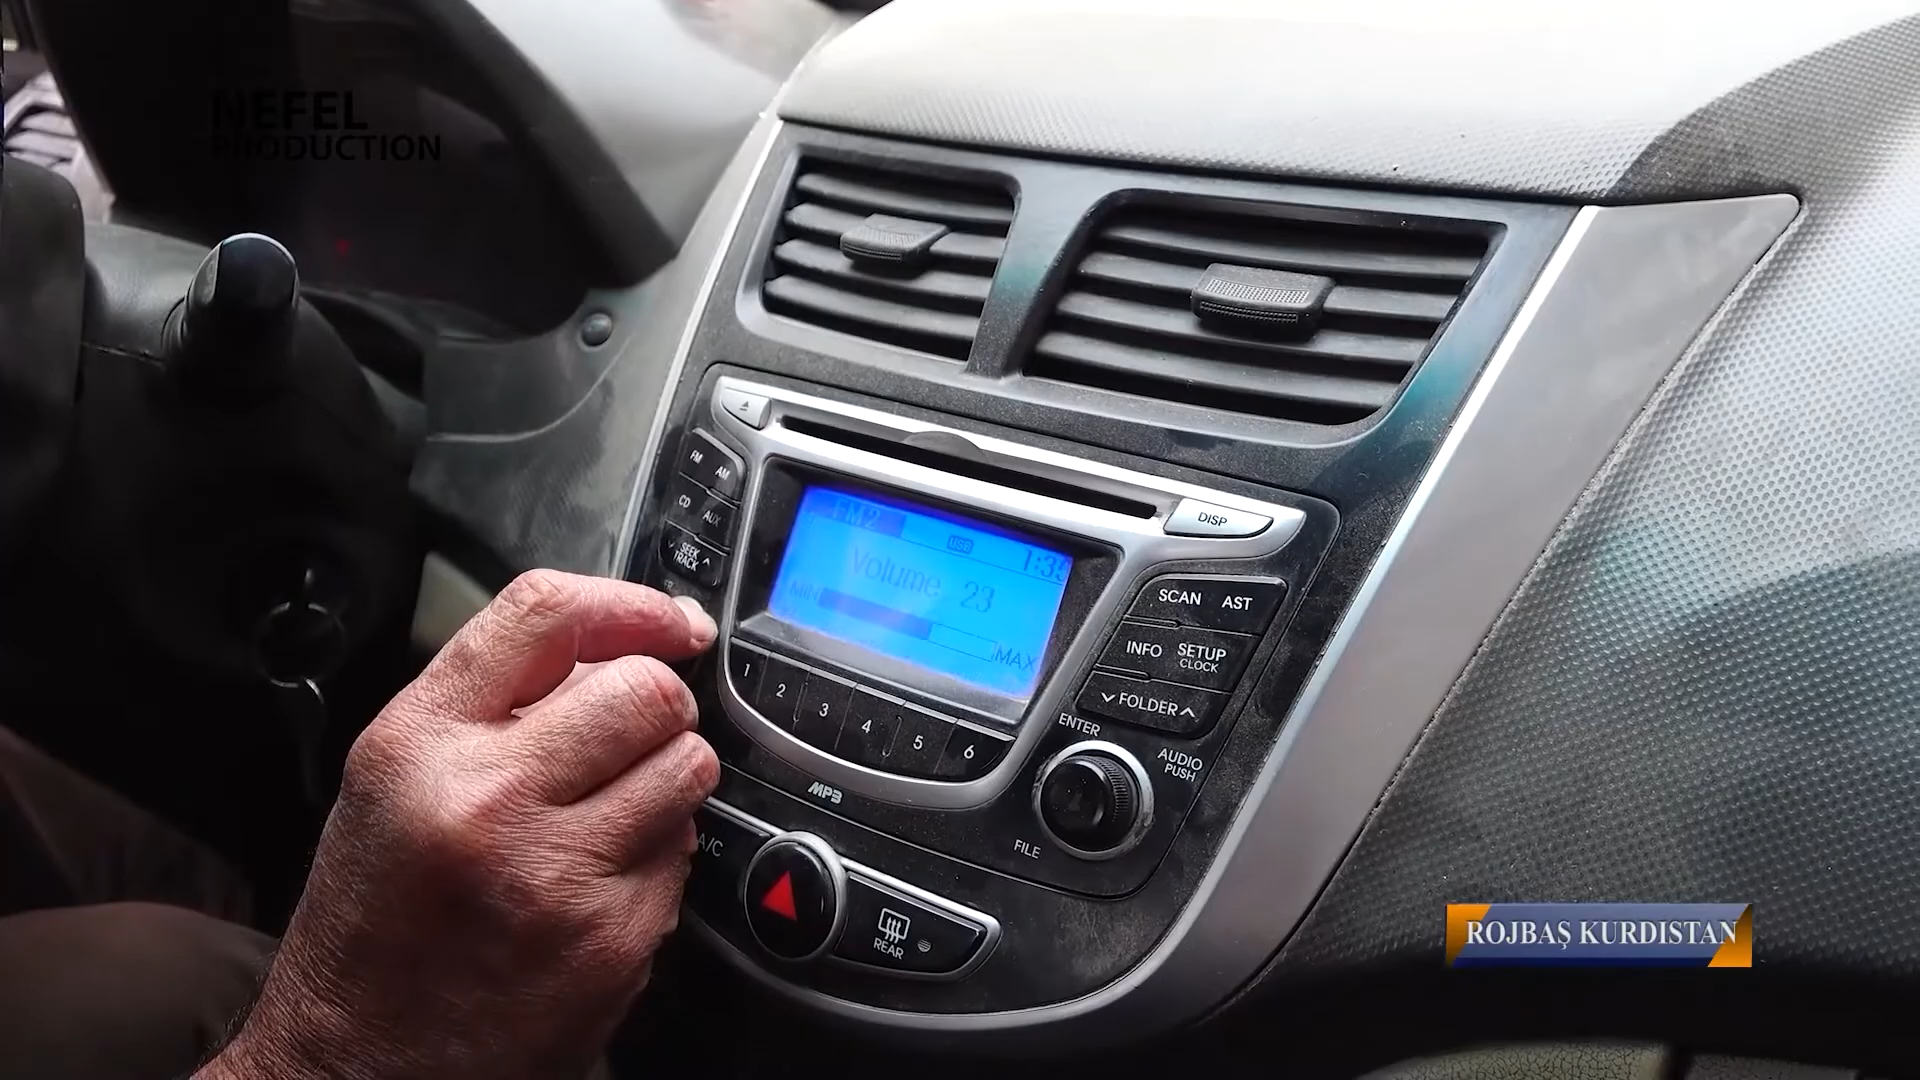 NEFEL
PRODUCTION
FM
AM
CD
AUX
SEEK
TRACK
DISP
FM2
USB
1:35
Volume 23
MIN
MAX
SCAN
AST
INFO
SETUP
CLOCK
FOLDER
1
2
3
4
5
6
ENTER
AUDIO
PUSH
FILE
MP3
A/C
REAR
ROJBAŞ KURDISTAN